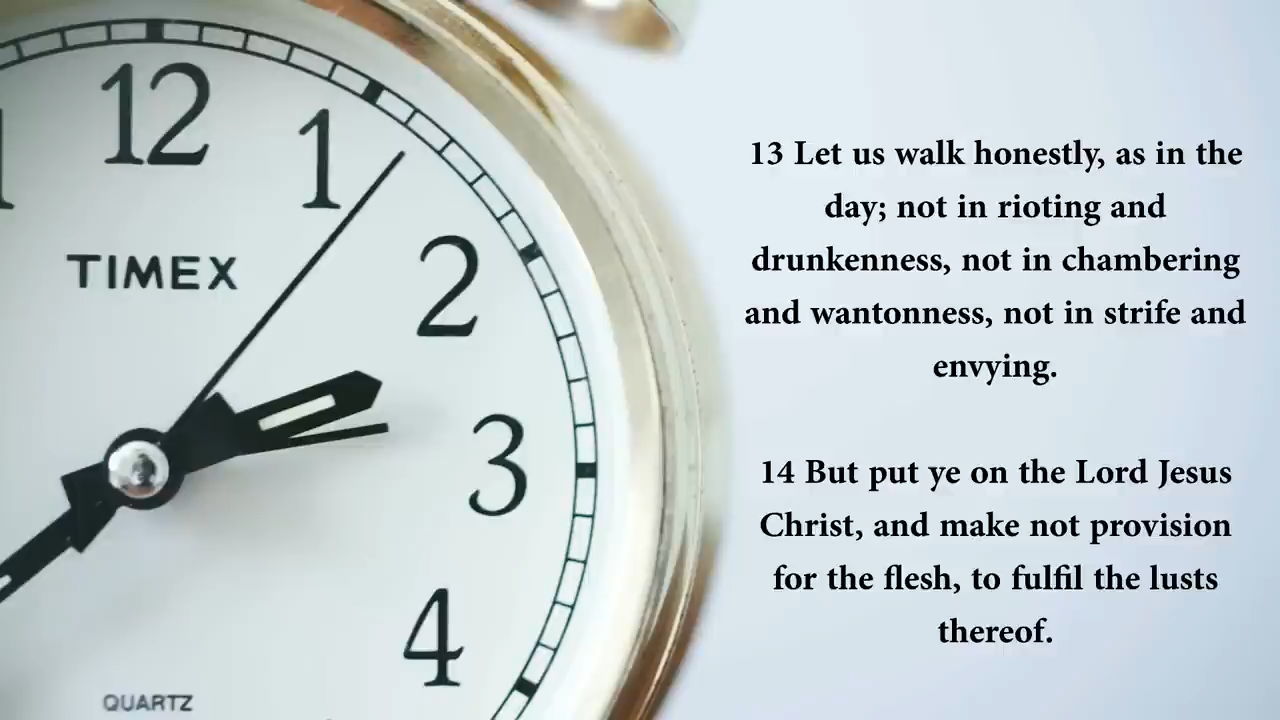 12
1
1
TIMEX
2
3
4
QUARTZ
13 Let us walk honestly, as in the
day; not in rioting and
drunkenness, not in chambering
and wantonness, not in strife and
envying.
14 But put ye on the Lord Jesus
Christ, and make not provision
for the flesh, to fulfil the lusts
thereof.